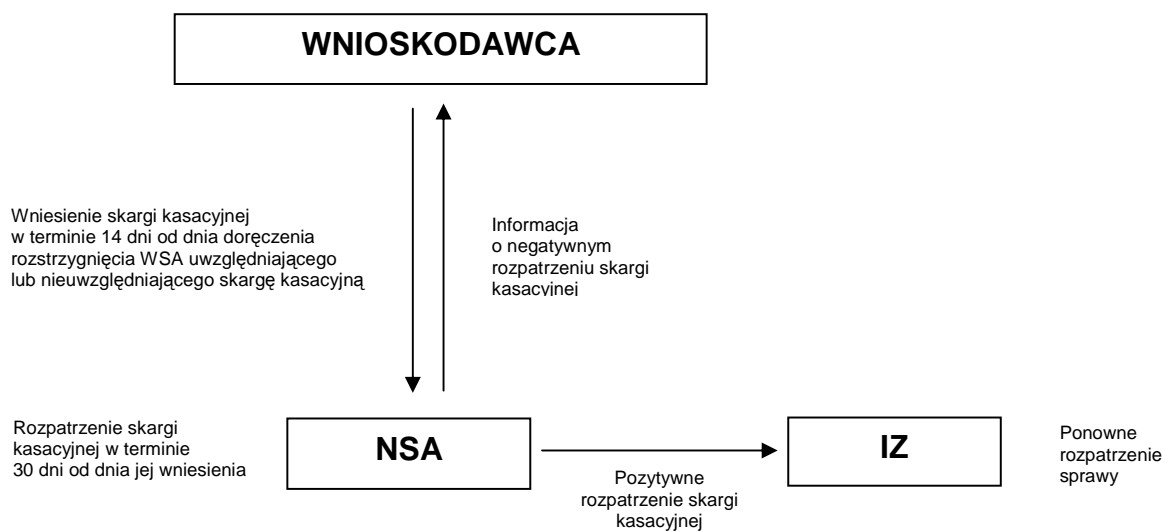 WNIOSKODAWCA
Wniesienie skargi kasacyjnej
w terminie 14 dni od dnia doręczenia
rozstrzygnięcia WSA uwzględniającego
lub nieuwzględniającego skargę kasacyjną
Informacja
o negatywnym
rozpatrzeniu skargi
kasacyjnej
Rozpatrzenie skargi
kasacyjnej w terminie
30 dni od dnia jej wniesienia
NSA
Pozytywne
rozpatrzenie skargi
kasacyjnej
IZ
Ponowne
rozpatrzenie
sprawy